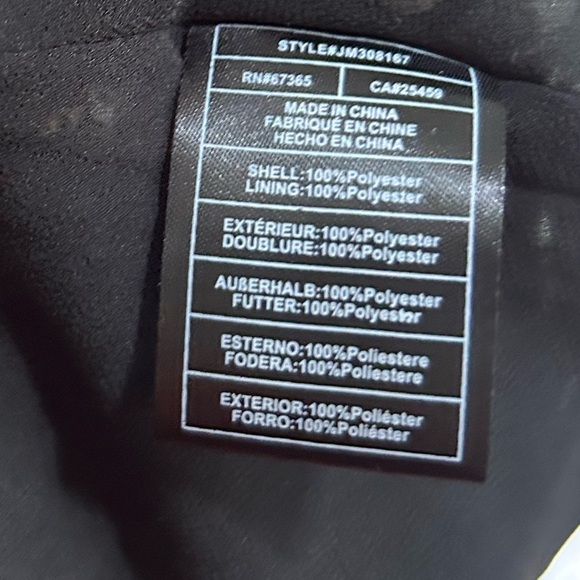 STYLE#JM308167
RN#67365 CA#25459
MADE IN CHINA
FABRIQUÉ EN CHINE
HECHO EN CHINA
SHELL:100%Polyester
LINING:100%Polyester
EXTÉRIEUR:100%Polyester
DOUBLURE:100%Polyester
AUßERHALB:100%Polyester
FUTTER:100%Polyester
ESTERNO:100%Poliestere
FODERA:100%Poliestere
EXTERIOR:100%Poliéster
FORRO:100%Poliéster